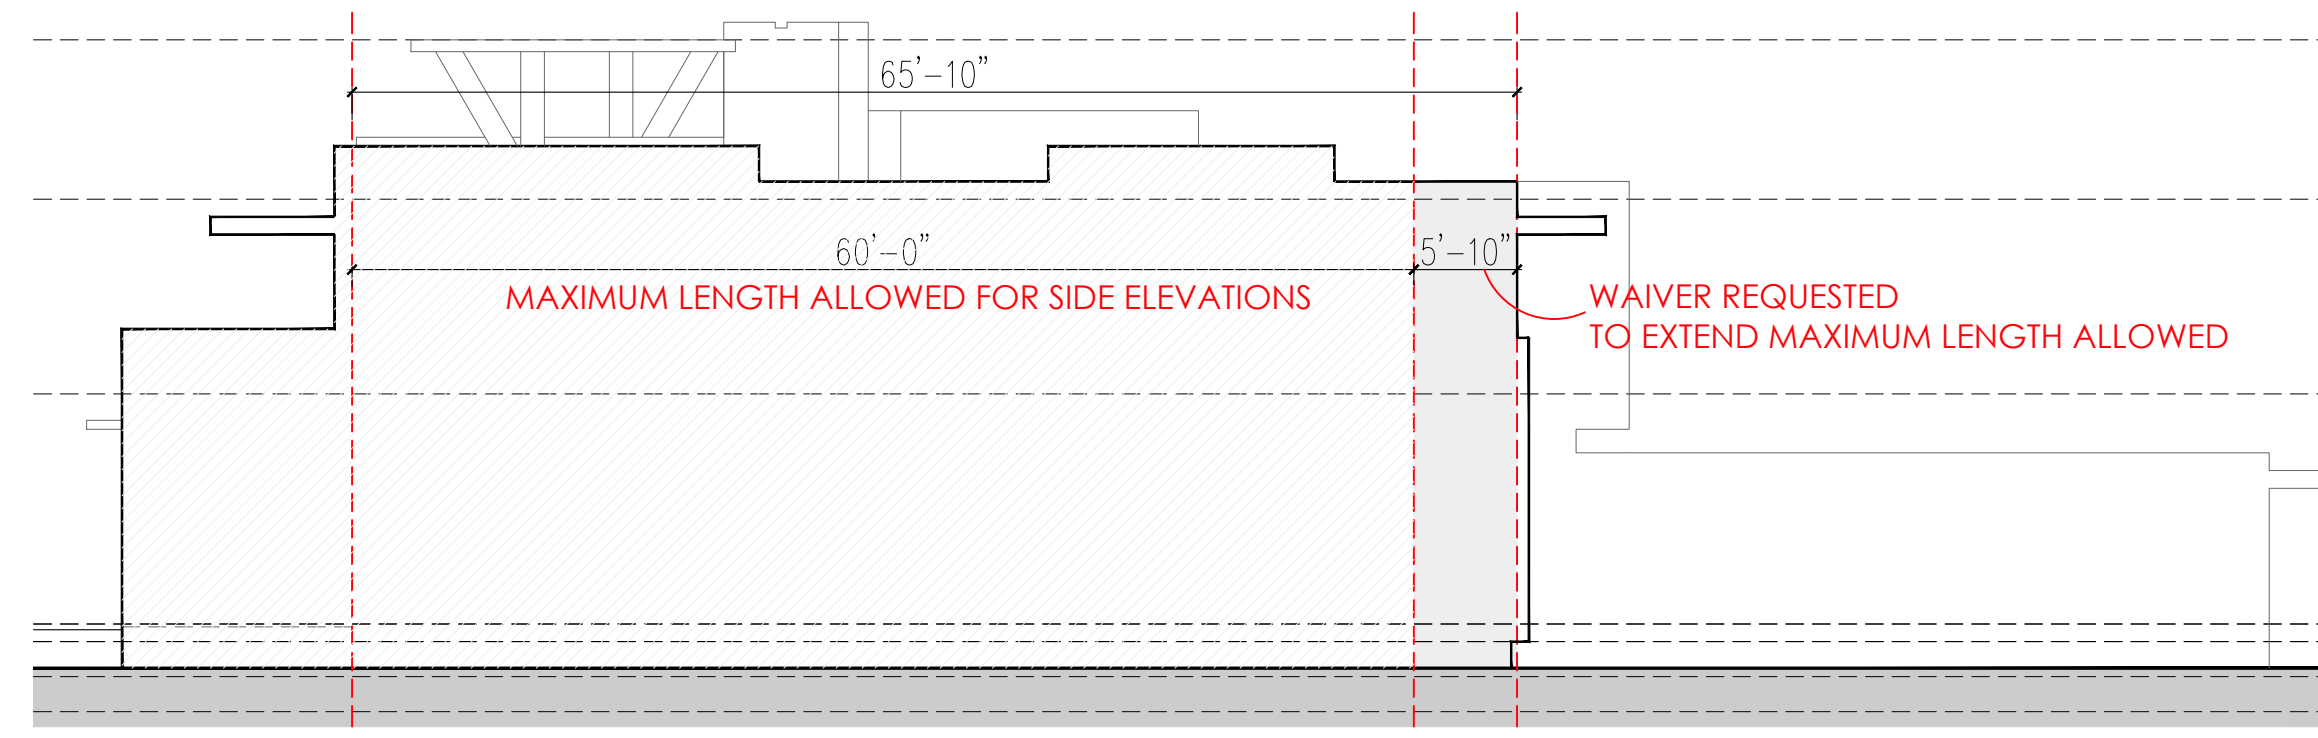 65'-10"
60'-0"
5'-10"
MAXIMUM LENGTH ALLOWED FOR SIDE ELEVATIONS
WAIVER REQUESTED
TO EXTEND MAXIMUM LENGTH ALLOWED